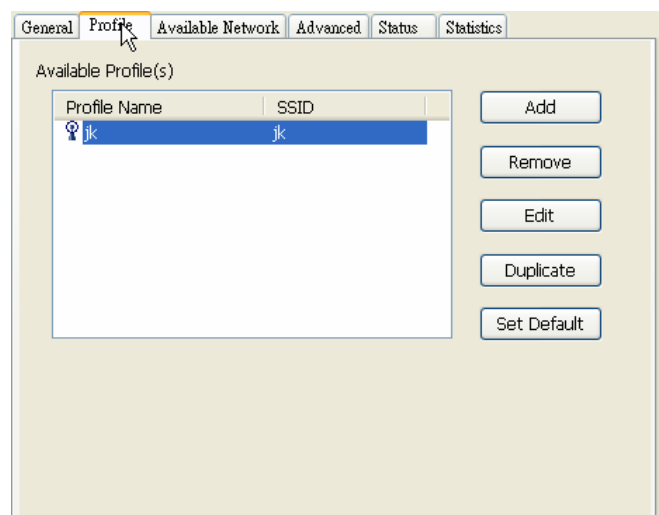 General Profile Available Network Advanced Status Statistics
Available Profile(s)
Profile Name SSID
jk jk
Add
Remove
Edit
Duplicate
Set Default